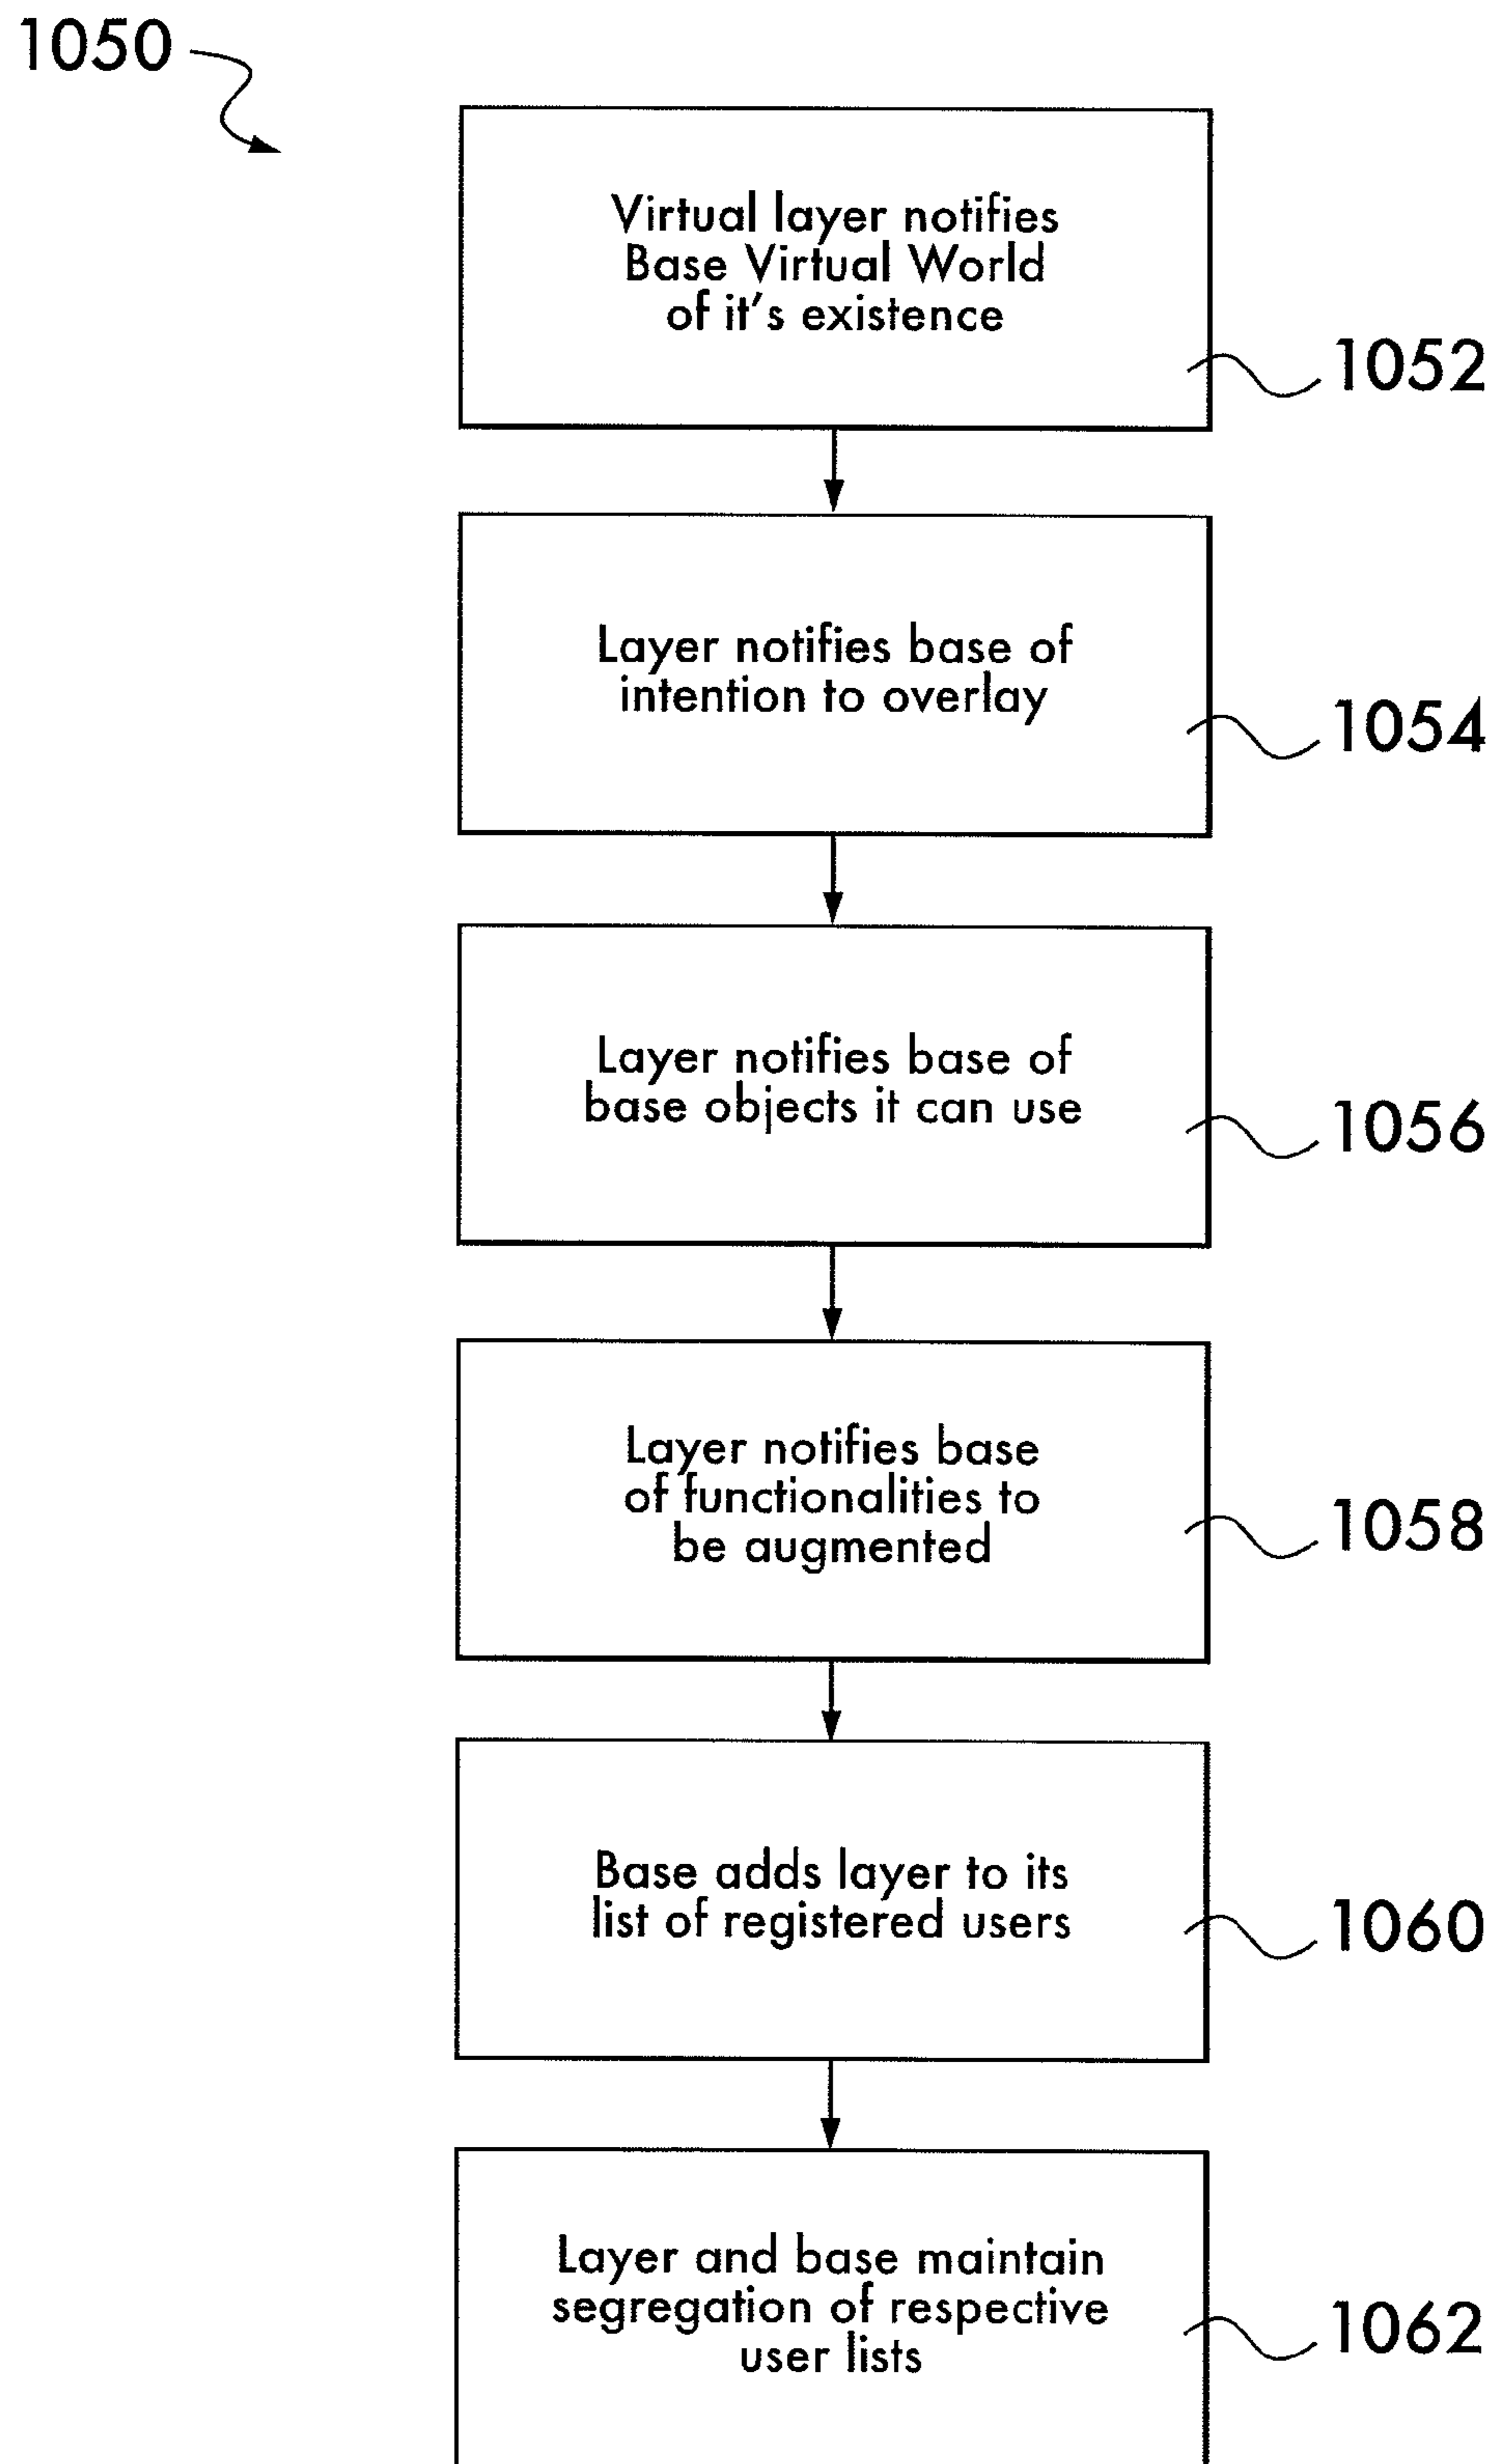 1050
Virtual layer notifies
Base Virtual World
of it's existence
1052
Layer notifies base of
intention to overlay
1054
Layer notifies base of
base objects it can use
1056
Layer notifies base
of functionalities to
be augmented
1058
Base adds layer to its
list of registered users
1060
Layer and base maintain
segregation of respective
user lists
1062